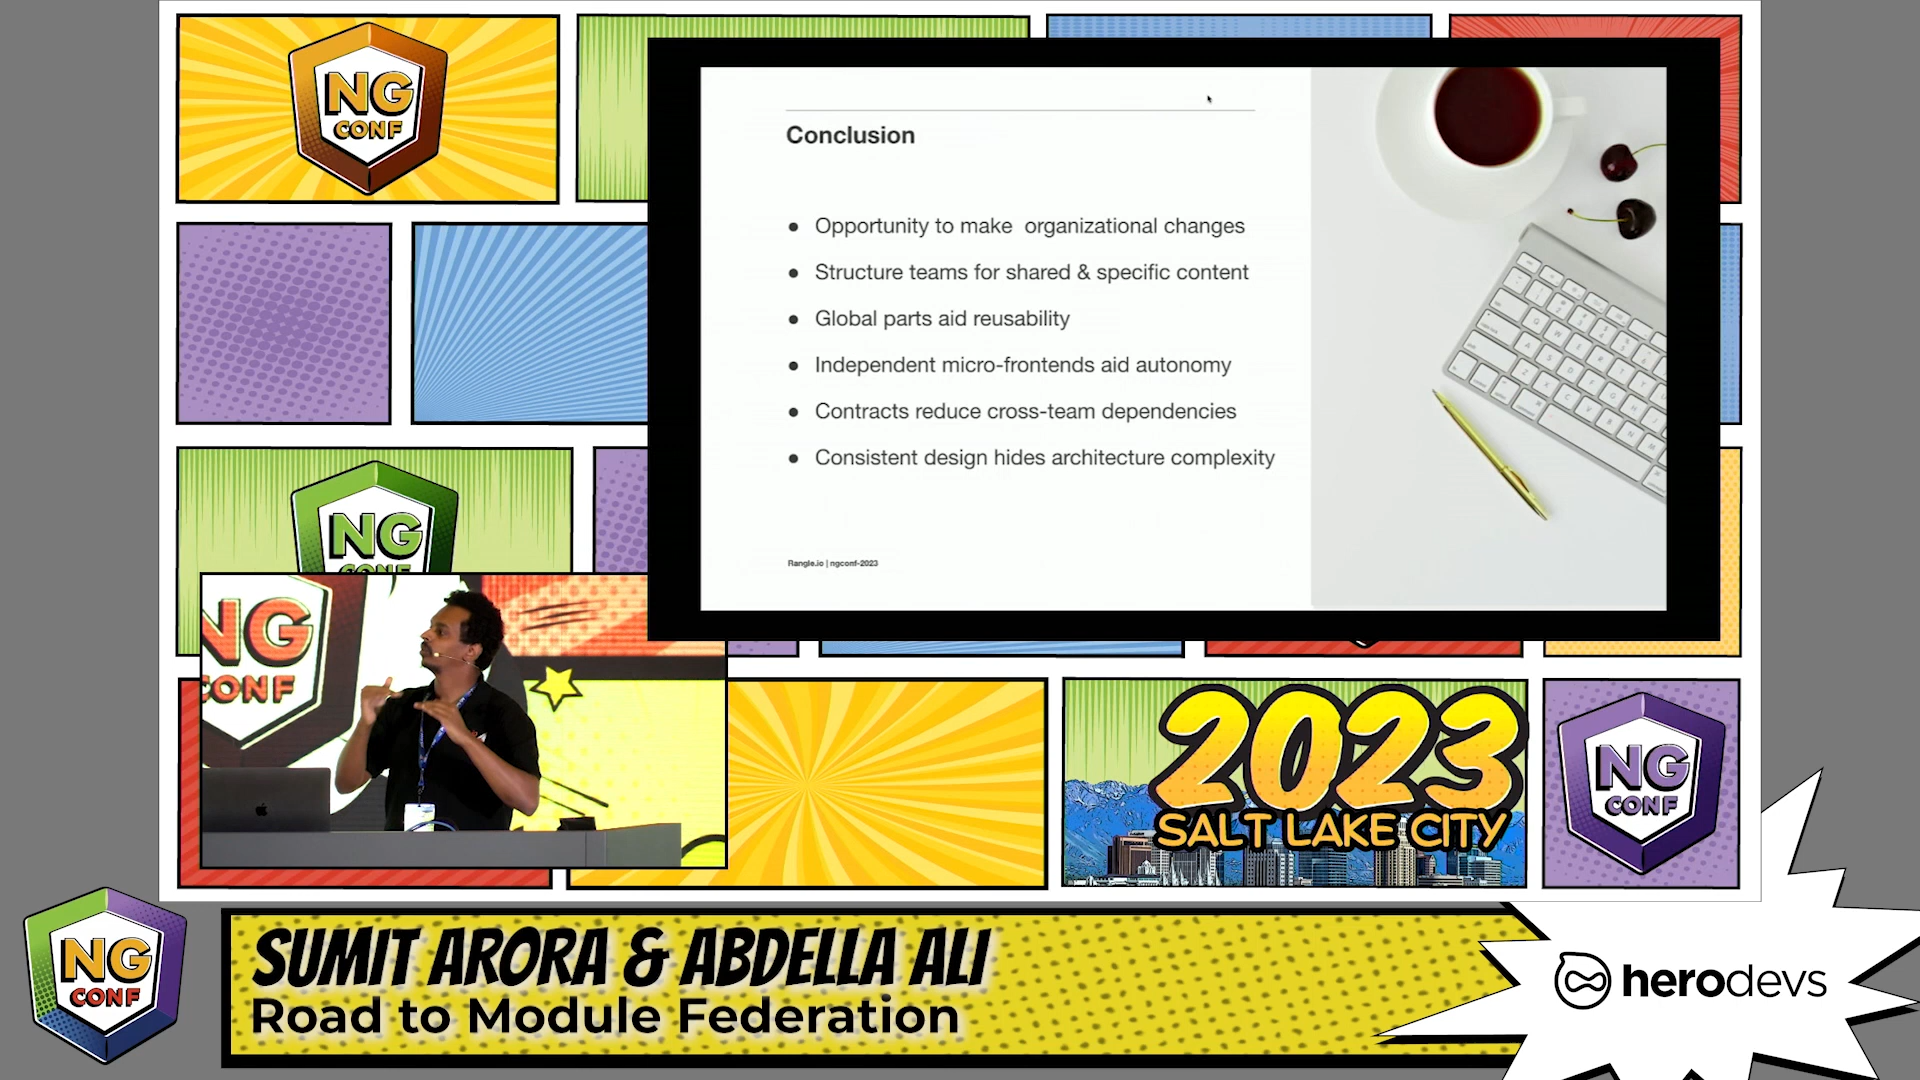 NG
CONF
Conclusion
● Opportunity to make  organizational changes
● Structure teams for shared & specific content
● Global parts aid reusability
● Independent micro-frontends aid autonomy
● Contracts reduce cross-team dependencies
● Consistent design hides architecture complexity
Rangle.io | ngconf-2023
NG
CONF
NG
CONF
2023
SALT LAKE CITY
NG
CONF
NG
CONF
SUMIT ARORA & ABDELLA ALI
Road to Module Federation
herodevs